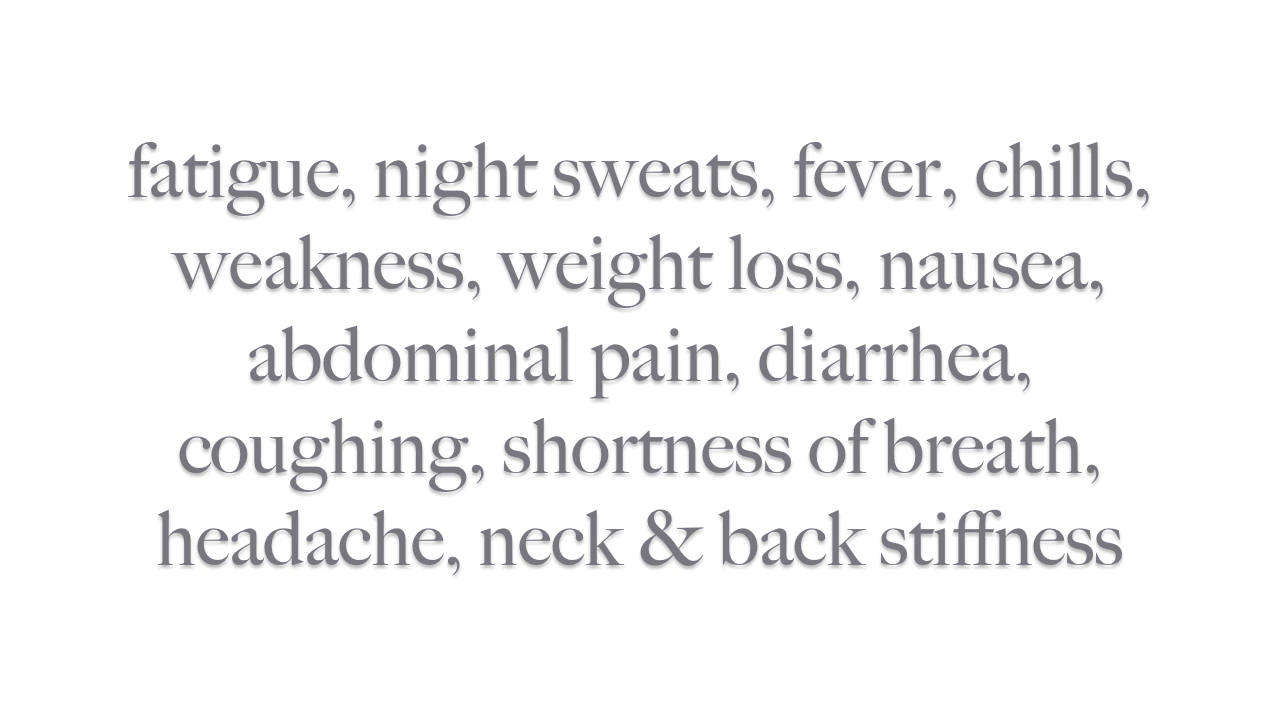 fatigue, night sweats, fever, chills,
weakness, weight loss, nausea,
abdominal pain, diarrhea,
coughing, shortness of breath,
headache, neck & back stiffness